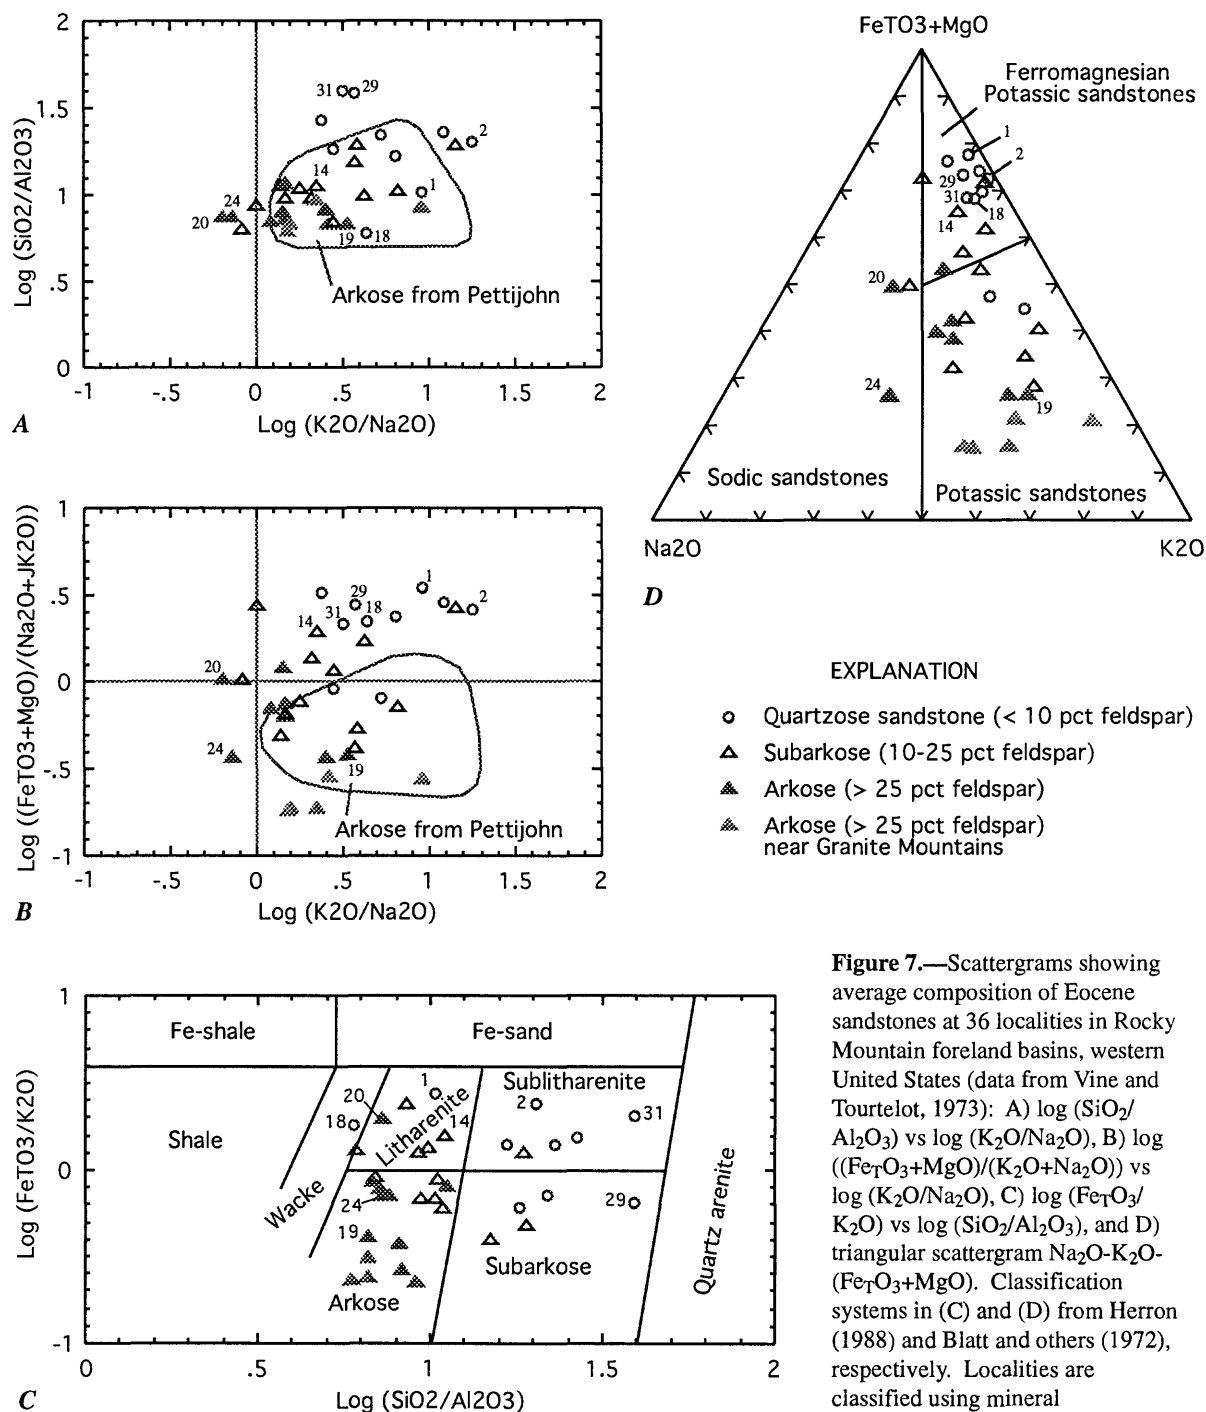 2
1.5
1
.5
0
-1
-.5
0
.5
1
1.5
2
Log (SiO2/Al2O3)
Log (K2O/Na2O)
31
29
2
14
1
24
20
19
18
Arkose from Pettijohn
A
FeTO3+MgO
Ferromagnesian
Potassic sandstones
1
2
29
31
18
14
20
24
19
Sodic sandstones
Potassic sandstones
Na2O
K2O
D
1
.5
0
-.5
-1
-1
-.5
0
.5
1
1.5
2
Log ((FeTO3+MgO)/(Na2O+JK2O))
Log (K2O/Na2O)
1
29
2
31
18
14
20
24
19
Arkose from Pettijohn
B
EXPLANATION
Quartzose sandstone (< 10 pct feldspar)
Subarkose (10-25 pct feldspar)
Arkose (> 25 pct feldspar)
Arkose (> 25 pct feldspar)
near Granite Mountains
1
0
-1
0
.5
1
1.5
2
Log (FeTO3/K2O)
Log (SiO2/Al2O3)
Fe-shale
Fe-sand
Shale
Wacke
Litharenite
Sublitharenite
Arkose
Subarkose
Quartz arenite
20
1
18
14
2
31
24
19
29
C
Figure 7.—Scattergrams showing
average composition of Eocene
sandstones at 36 localities in Rocky
Mountain foreland basins, western
United States (data from Vine and
Tourtelot, 1973): A) log (SiO2/
Al2O3) vs log (K2O/Na2O), B) log
((FeTO3+MgO)/(K2O+Na2O)) vs
log (K2O/Na2O), C) log (FeTO3/
K2O) vs log (SiO2/Al2O3), and D)
triangular scattergram Na2O-K2O-
(FeTO3+MgO). Classification
systems in (C) and (D) from Herron
(1988) and Blatt and others (1972),
respectively. Localities are
classified using mineral